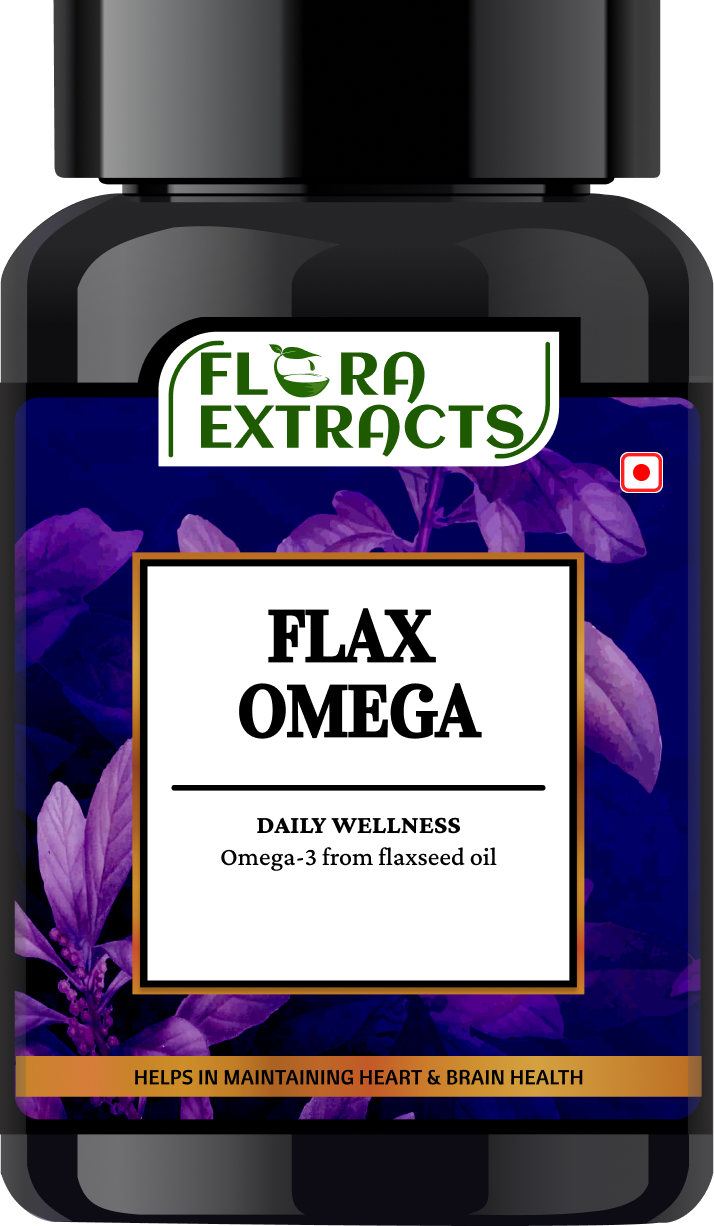 FLORA
EXTRACTS
FLAX
OMEGA
DAILY WELLNESS
Omega-3 from flaxseed oil
HELPS IN MAINTAINING HEART & BRAIN HEALTH